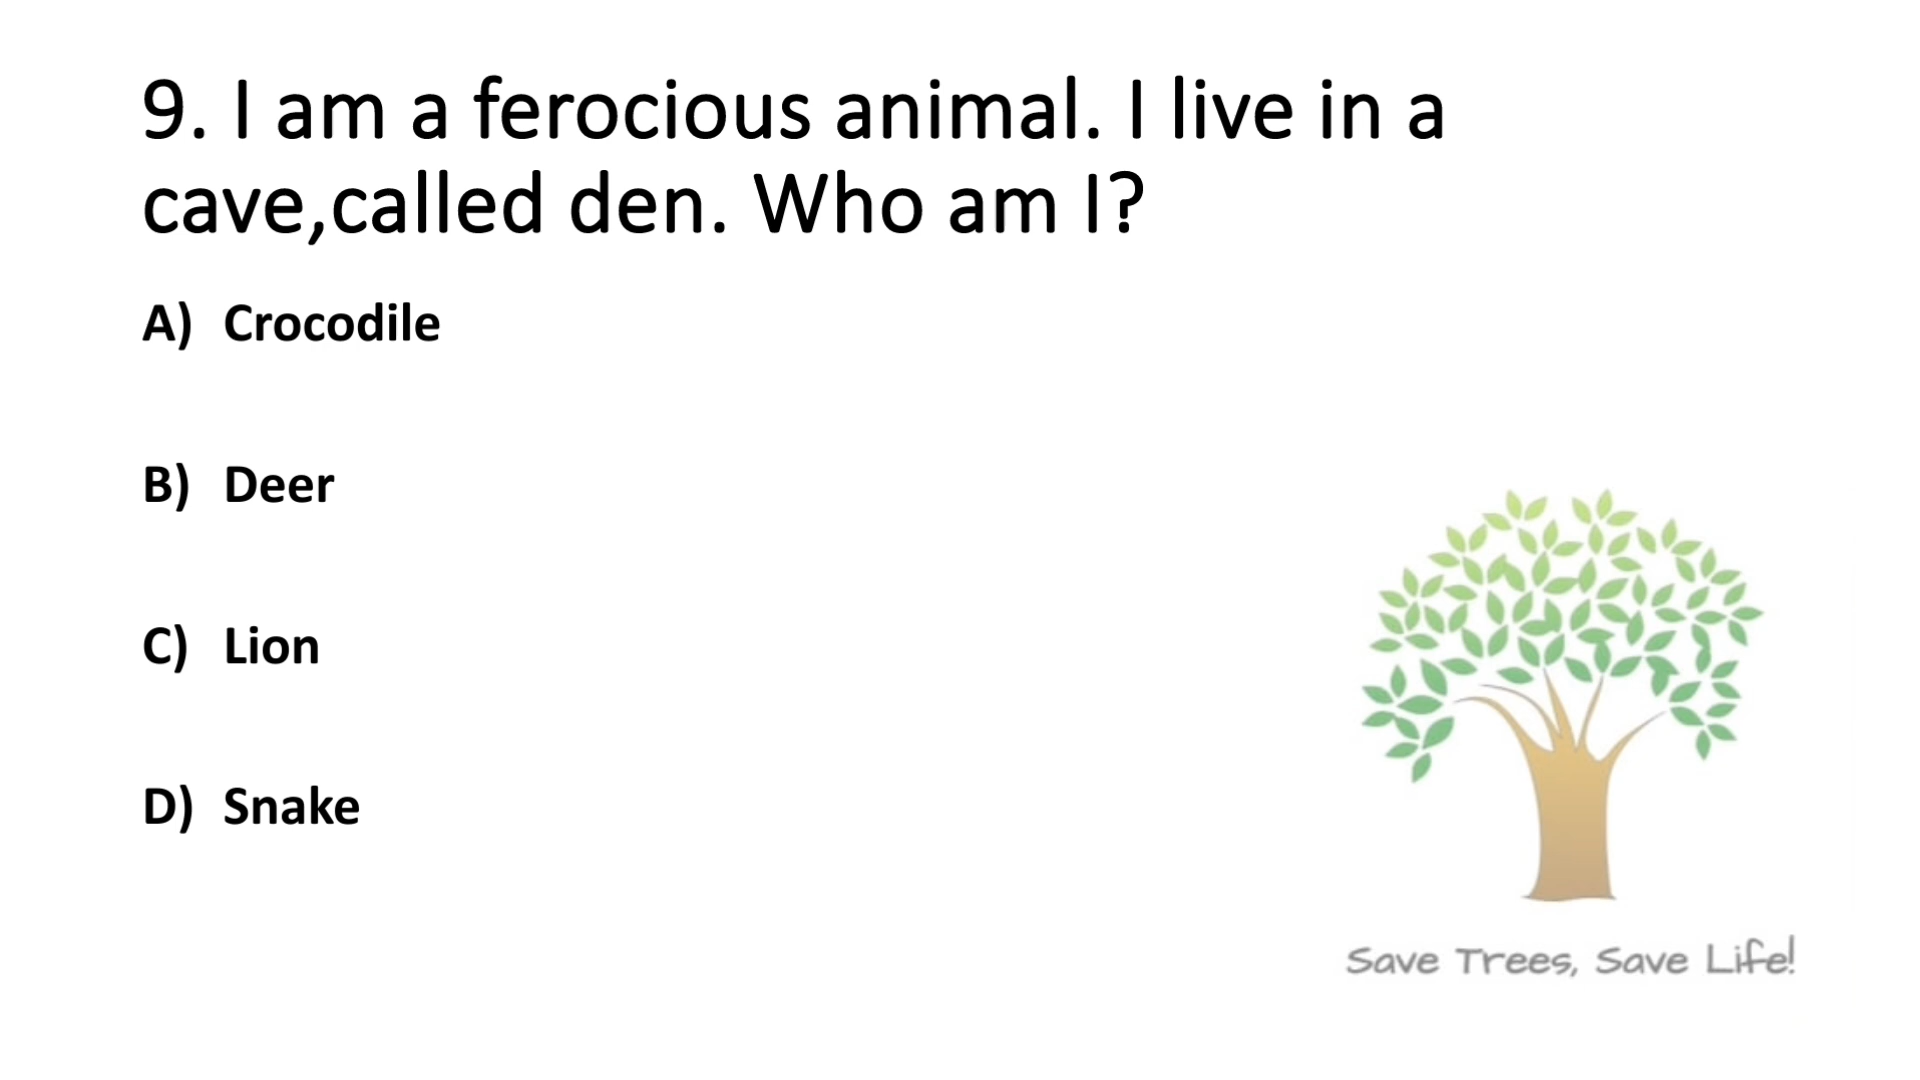 9. I am a ferocious animal. I live in a
cave,called den. Who am I?
A) Crocodile
B) Deer
C) Lion
D) Snake
Save Trees, Save Life!